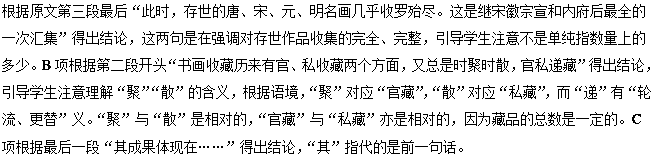 根据原文第三段最后“此时，存世的唐、宋、元、明名画几乎收罗殆尽。这是继宋徽宗宣和内府后最全的
一次汇集”得出结论，这两句是在强调对存世作品收集的完全、完整，引导学生注意不是单纯指数量上的
多少。B 项根据第二段开头“书画收藏历来有官、私收藏两个方面，又总是时聚时散，官私递藏”得出结论，
引导学生注意理解“聚”“散”的含义，根据语境，“聚”对应“官藏”，“散”对应“私藏”，而“递”有“轮
流、更替”义。“聚”与“散”是相对的，“官藏”与“私藏”亦是相对的，因为藏品的总数是一定的。C
项根据最后一段“其成果体现在……”得出结论，“其”指代的是前一句话。